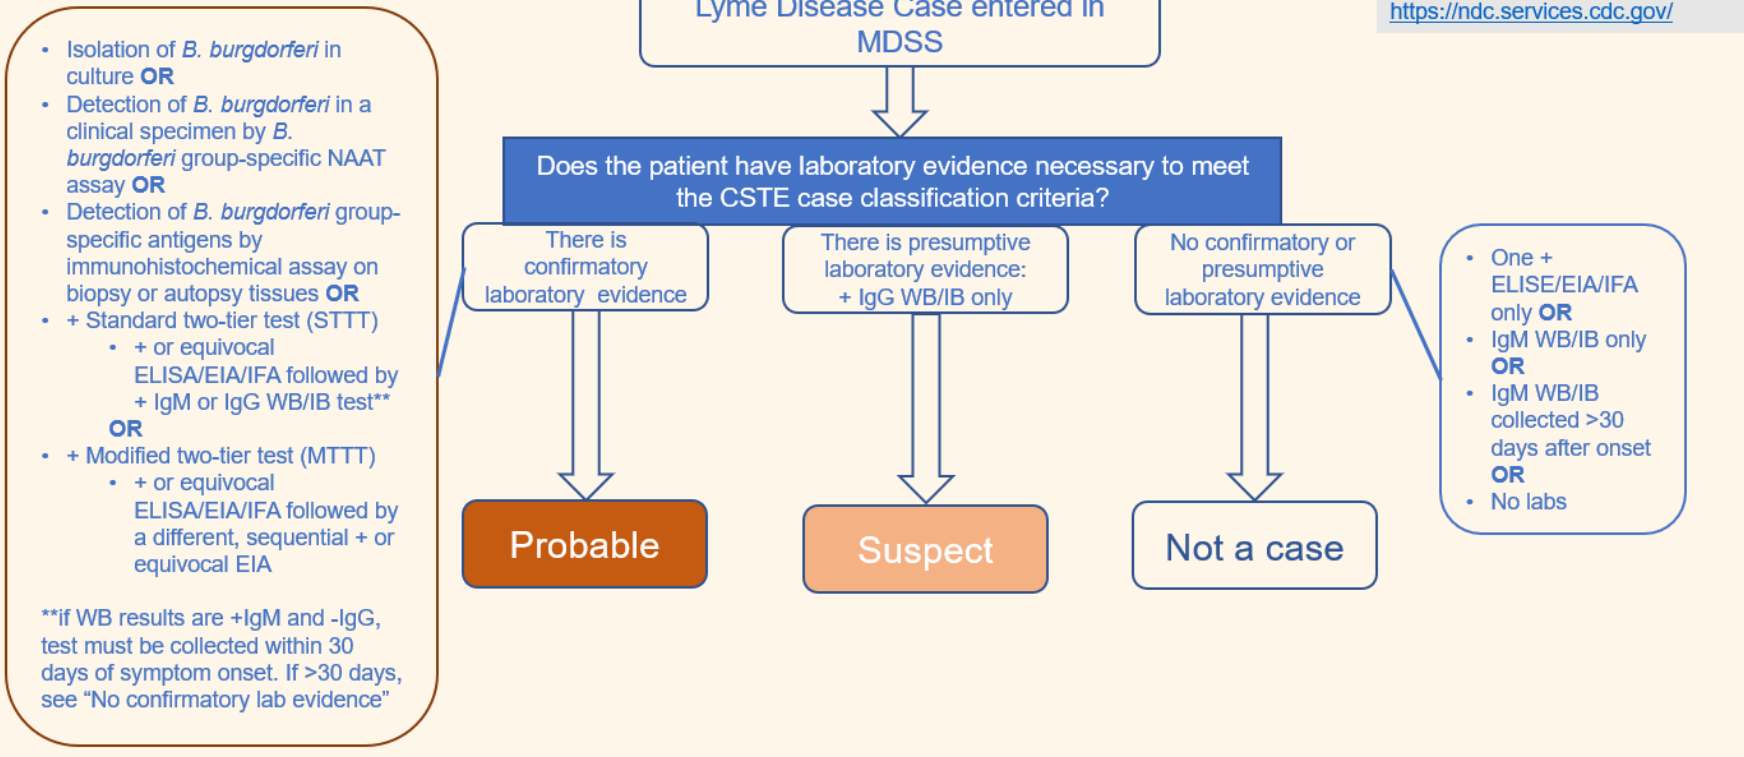 Lyme Disease Case entered in
MDSS
https://ndc.services.cdc.gov/
• Isolation of B. burgdorferi in
culture OR
• Detection of B. burgdorferi in a
clinical specimen by B.
burgdorferi group-specific NAAT
assay OR
• Detection of B. burgdorferi group-
specific antigens by
immunohistochemical assay on
biopsy or autopsy tissues OR
• + Standard two-tier test (STTT)
• + or equivocal
ELISA/EIA/IFA followed by
+ IgM or IgG WB/IB test**
OR
• + Modified two-tier test (MTTT)
• + or equivocal
ELISA/EIA/IFA followed by
a different, sequential + or
equivocal EIA
**if WB results are +IgM and -IgG,
test must be collected within 30
days of symptom onset. If >30 days,
see “No confirmatory lab evidence”
Does the patient have laboratory evidence necessary to meet
the CSTE case classification criteria?
There is
confirmatory
laboratory evidence
There is presumptive
laboratory evidence:
+ IgG WB/IB only
No confirmatory or
presumptive
laboratory evidence
• One +
ELISE/EIA/IFA
only OR
• IgM WB/IB only
OR
• IgM WB/IB
collected >30
days after onset
OR
• No labs
Probable
Suspect
Not a case